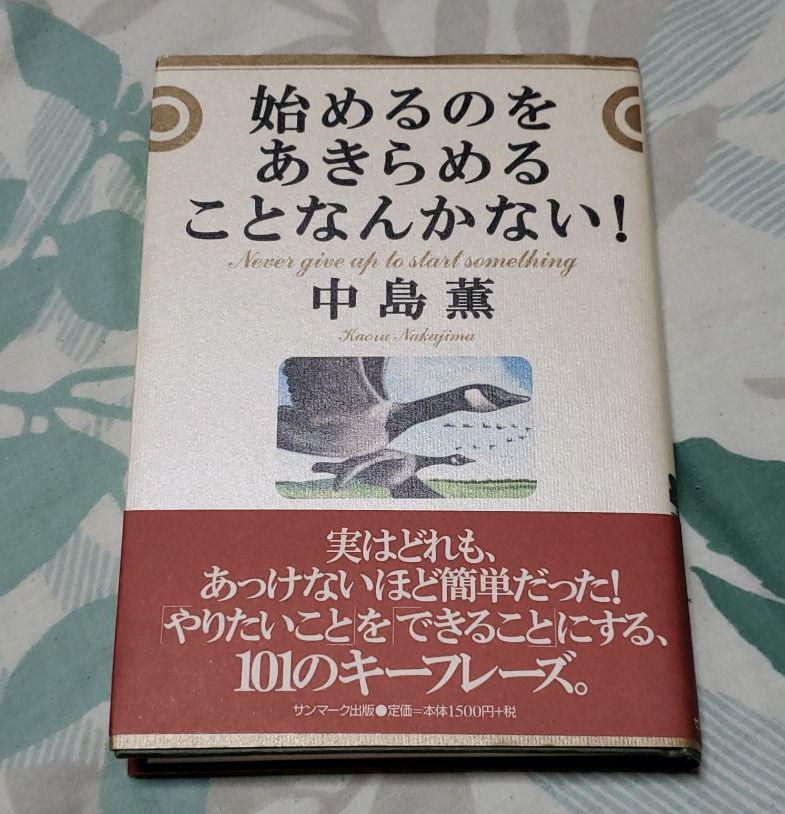 始めるのを
あきらめる
ことなんかない！
Never give up to start something
中島薫
Kaoru Nakajima
実はどれも、
あっけないほど簡単だった！
「やりたいこと」を「できること」にする、
101のキーフレーズ。
サンマーク出版●定価=本体1500円+税